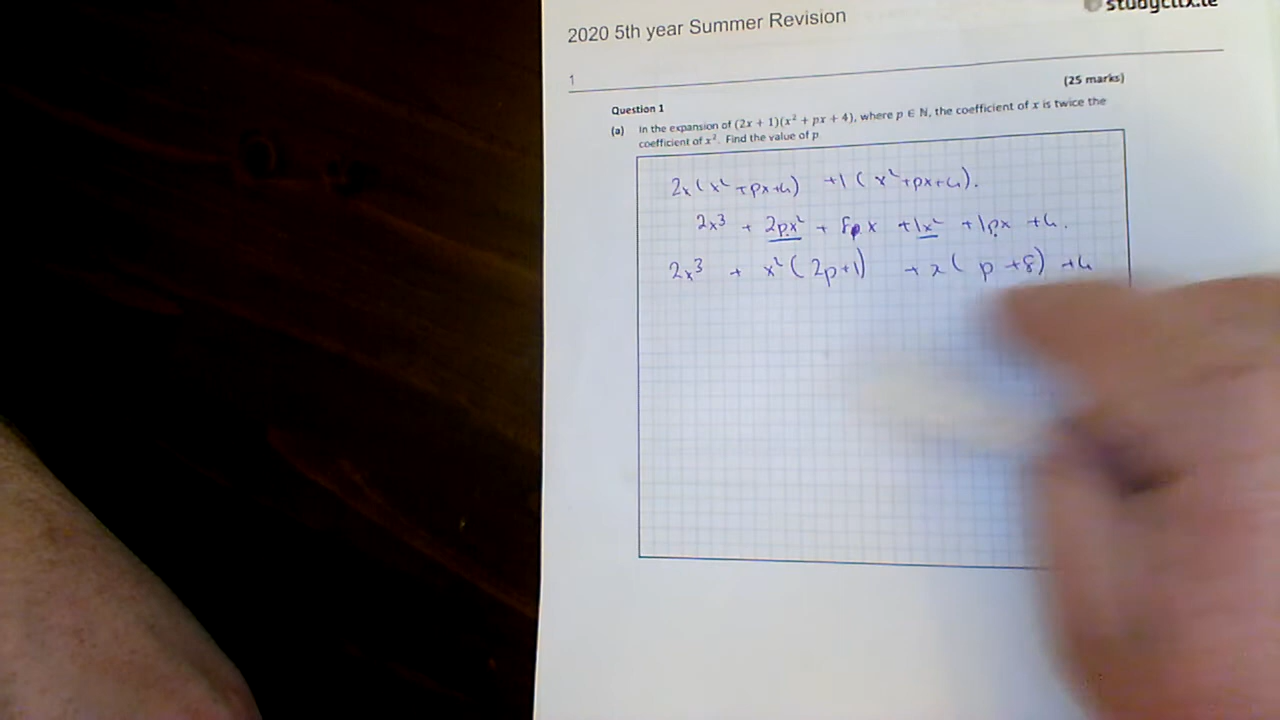 studyclix.ie
2020 5th year Summer Revision
1
(25 marks)
Question 1
(a) In the expansion of (2x + 1)(x² + px + 4), where p ∈ ℕ, the coefficient of x is twice the
coefficient of x². Find the value of p.
2x(x²+px+4) +1(x²+px+4).
2x³ + 2px² + 8px +1x² +1px +4.
2x³ + x²(2p+1) + x(p+8) +4